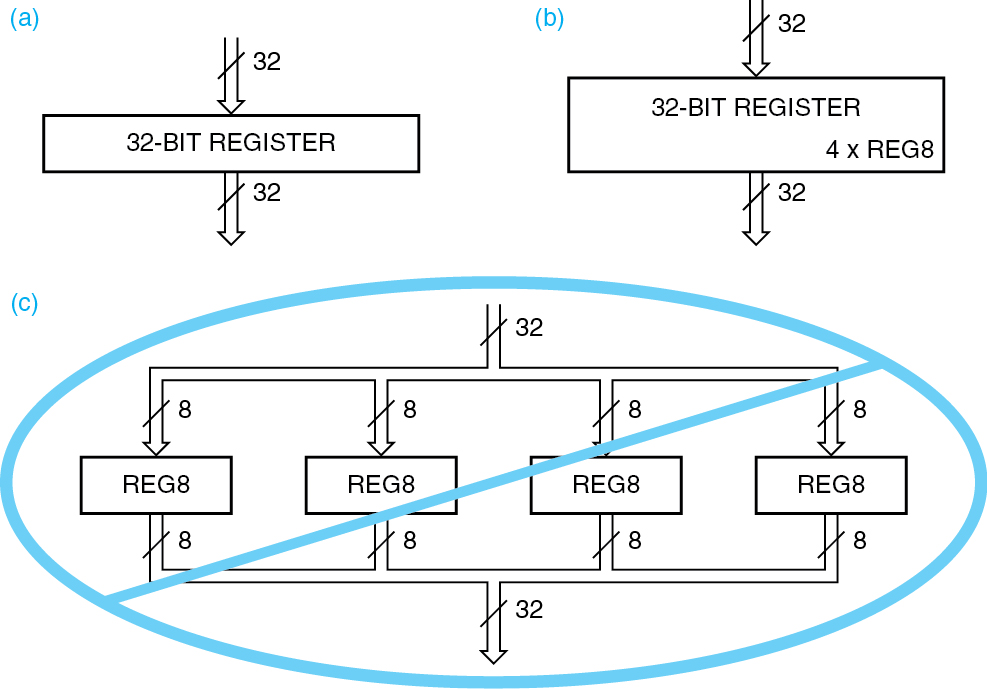 (a)
32
32-BIT REGISTER
32
(b)
32
32-BIT REGISTER
4 x REG8
32
(c)
32
8 8 8 8
REG8 REG8 REG8 REG8
8 8 8 8
32